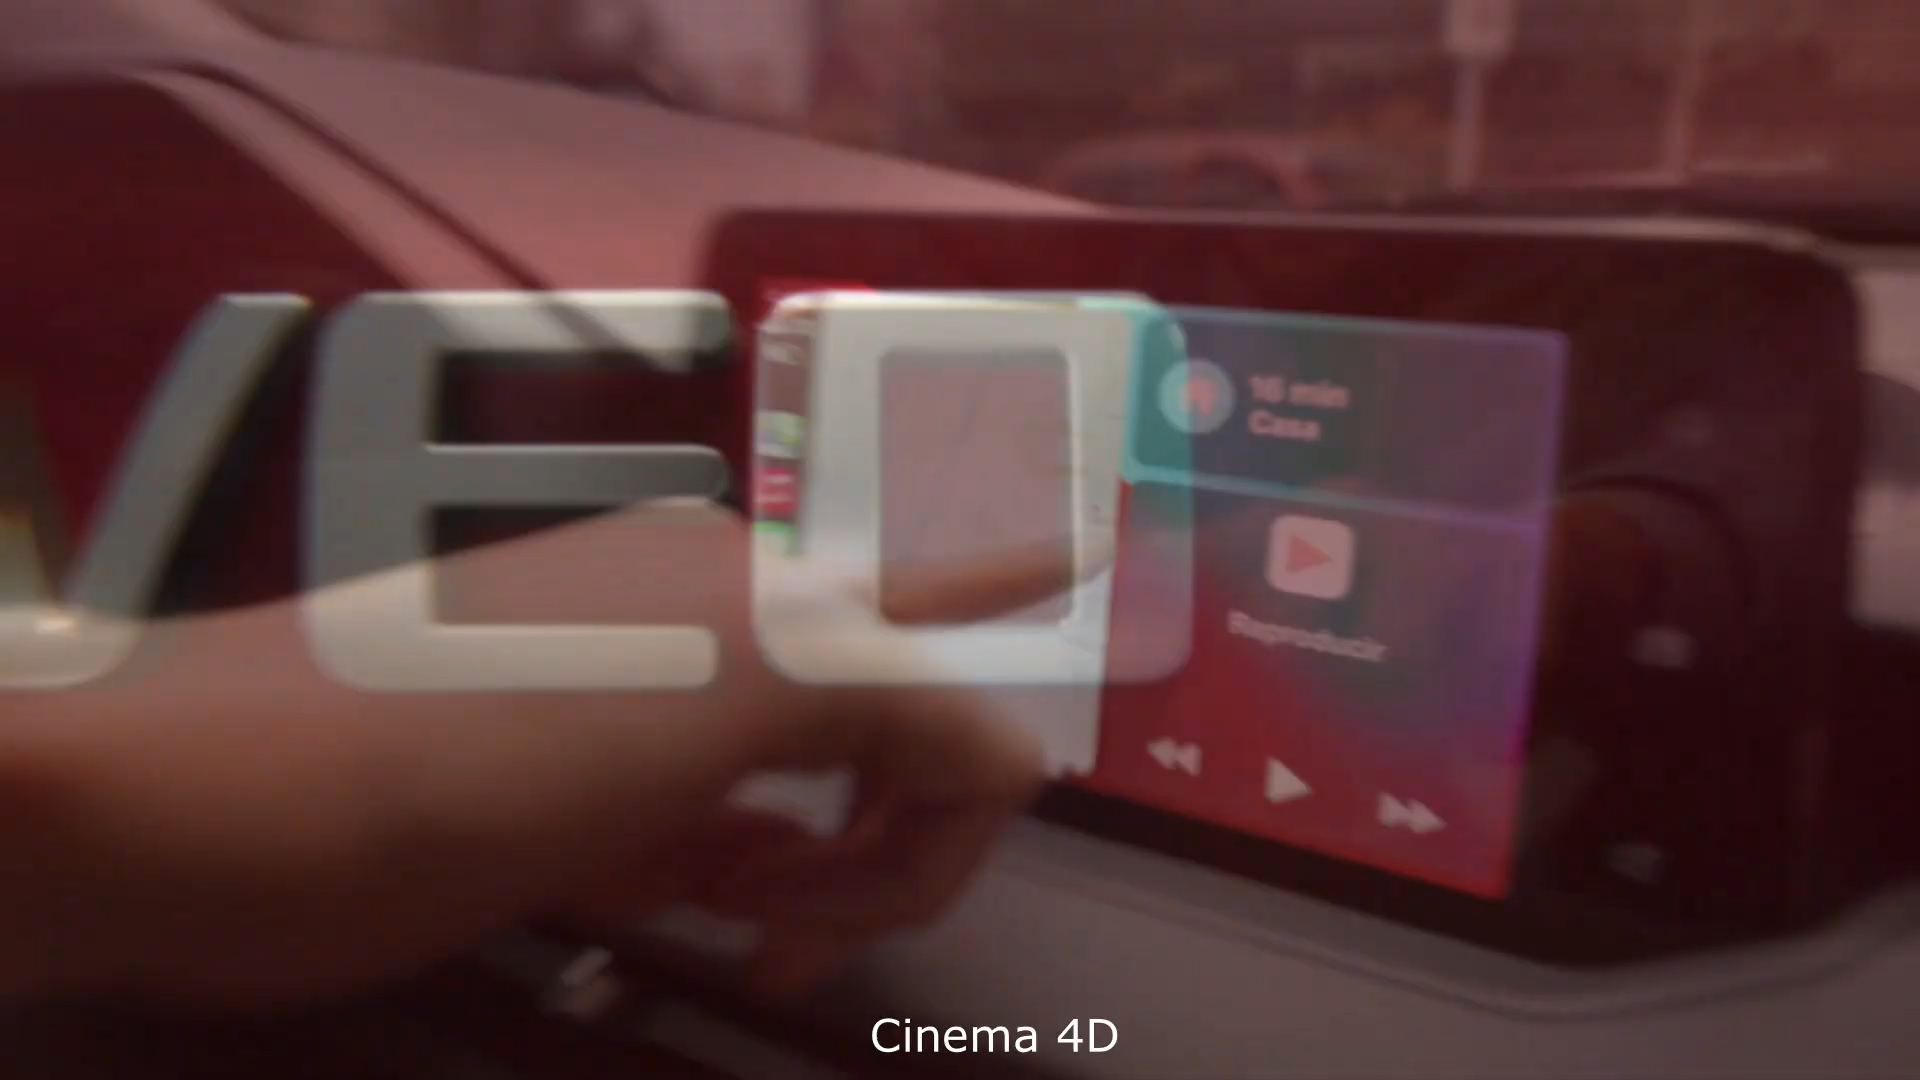 VEO
16 min
Casa
Reproducir
Cinema 4D